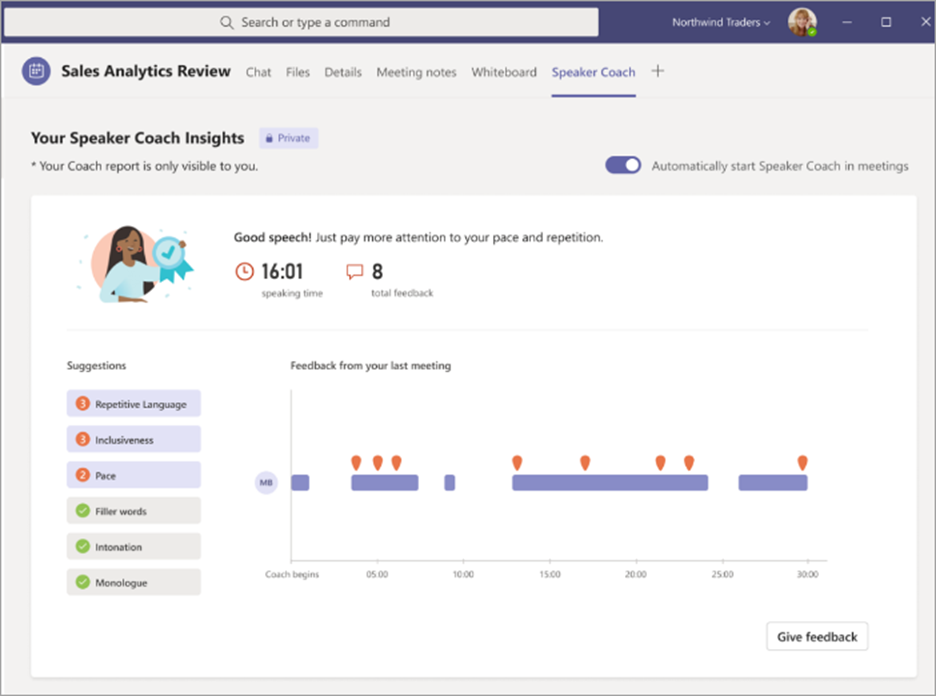 Search or type a command
Northwind Traders
Sales Analytics Review
Chat
Files
Details
Meeting notes
Whiteboard
Speaker Coach
Your Speaker Coach Insights
Private
* Your Coach report is only visible to you.
Automatically start Speaker Coach in meetings
Good speech! Just pay more attention to your pace and repetition.
16:01
speaking time
8
total feedback
Suggestions
3 Repetitive Language
3 Inclusiveness
2 Pace
Filler words
Intonation
Monologue
Feedback from your last meeting
MB
Coach begins
05:00
10:00
15:00
20:00
25:00
30:00
Give feedback